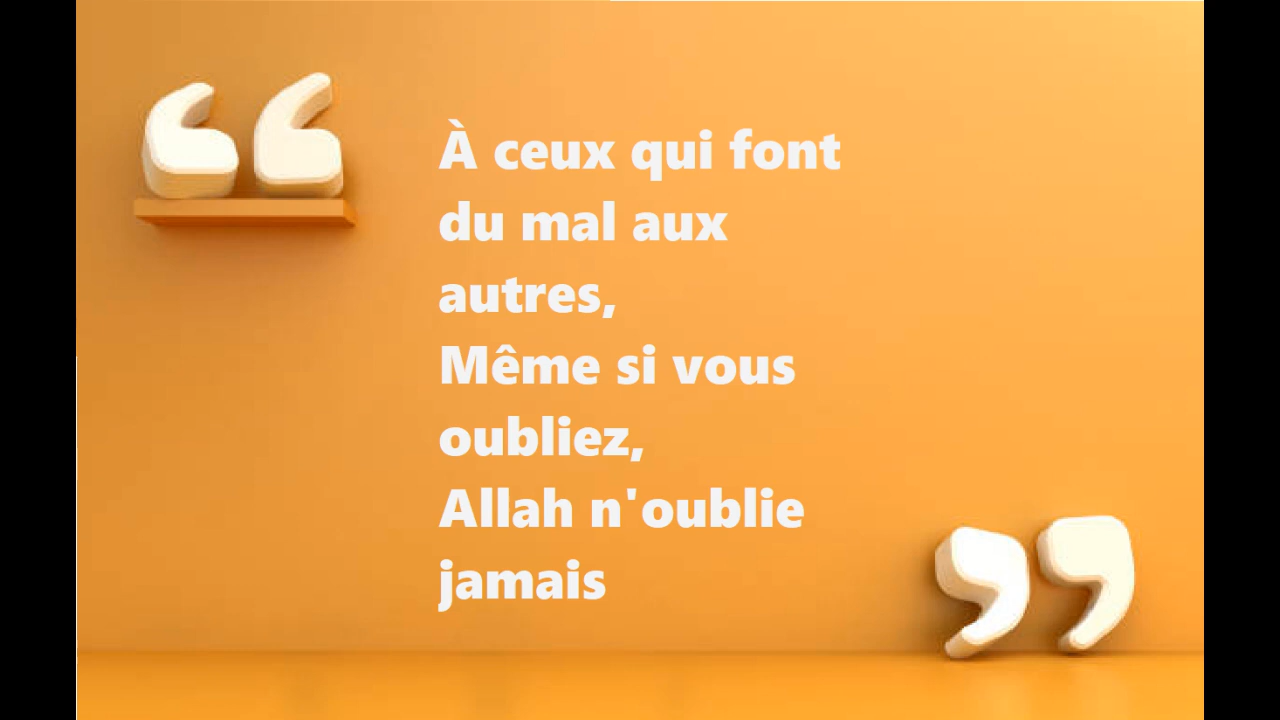 À ceux qui font
du mal aux
autres,
Même si vous
oubliez,
Allah n'oublie
jamais